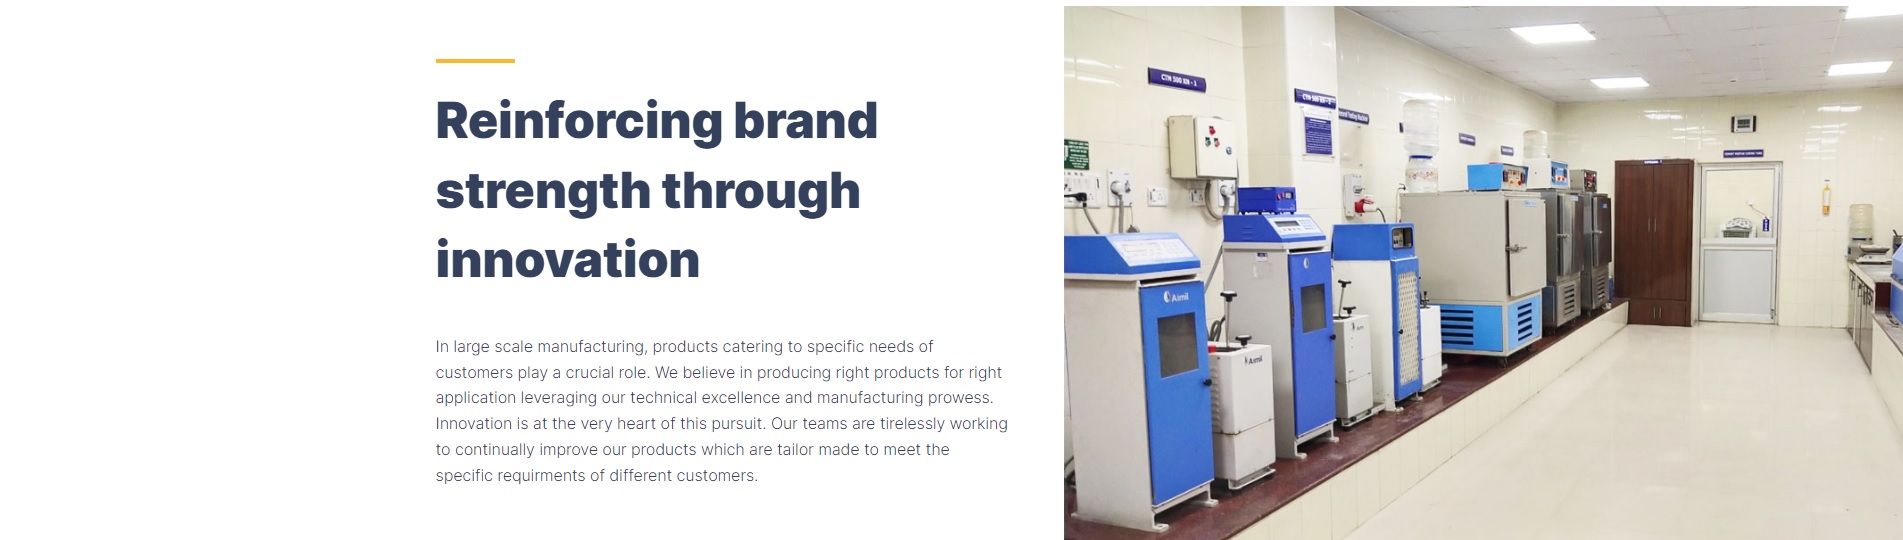 Reinforcing brand
strength through
innovation
In large scale manufacturing, products catering to specific needs of
customers play a crucial role. We believe in producing right products for right
application leveraging our technical excellence and manufacturing prowess.
Innovation is at the very heart of this pursuit. Our teams are tirelessly working
to continually improve our products which are tailor made to meet the
specific requirments of different customers.
CTM 500 KN - 1
Aimil
Aimil
Aimil